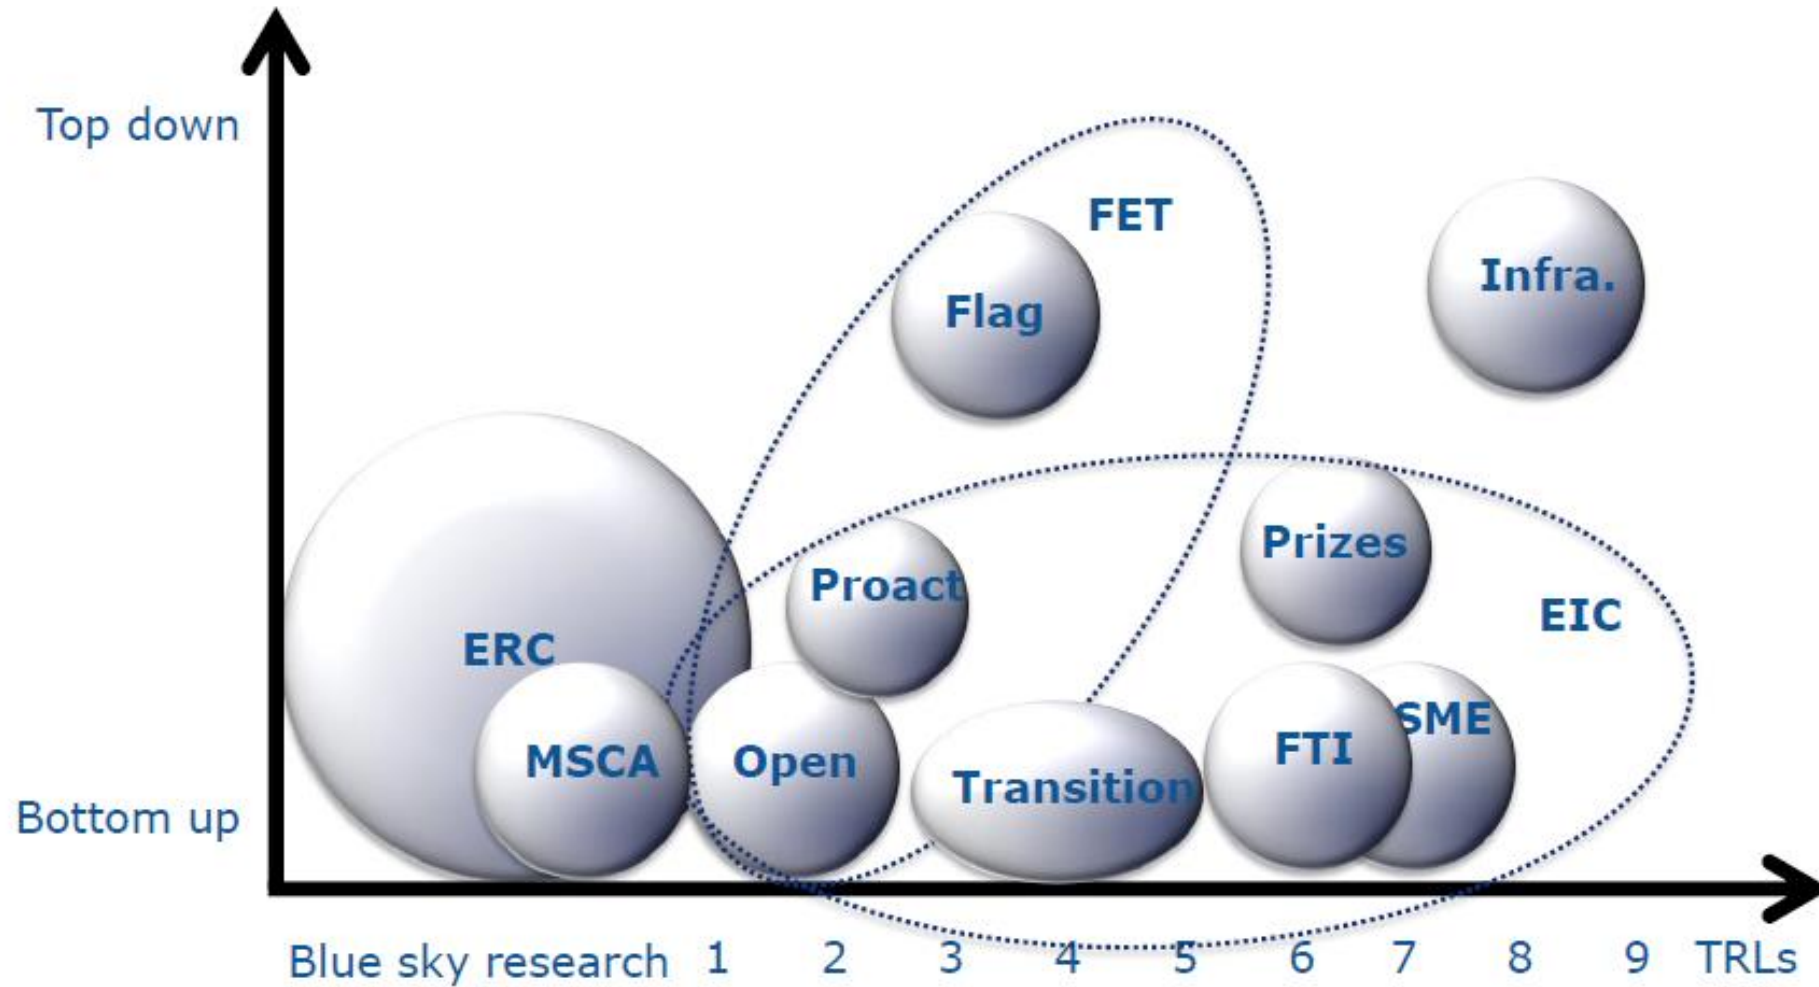 Top down
FET
Infra.
Flag
Prizes
Proact
EIC
ERC
SME
MSCA
Open
FTI
Transition
Bottom up
Blue sky research 1 2 3 4 5 6 7 8 9 TRLs